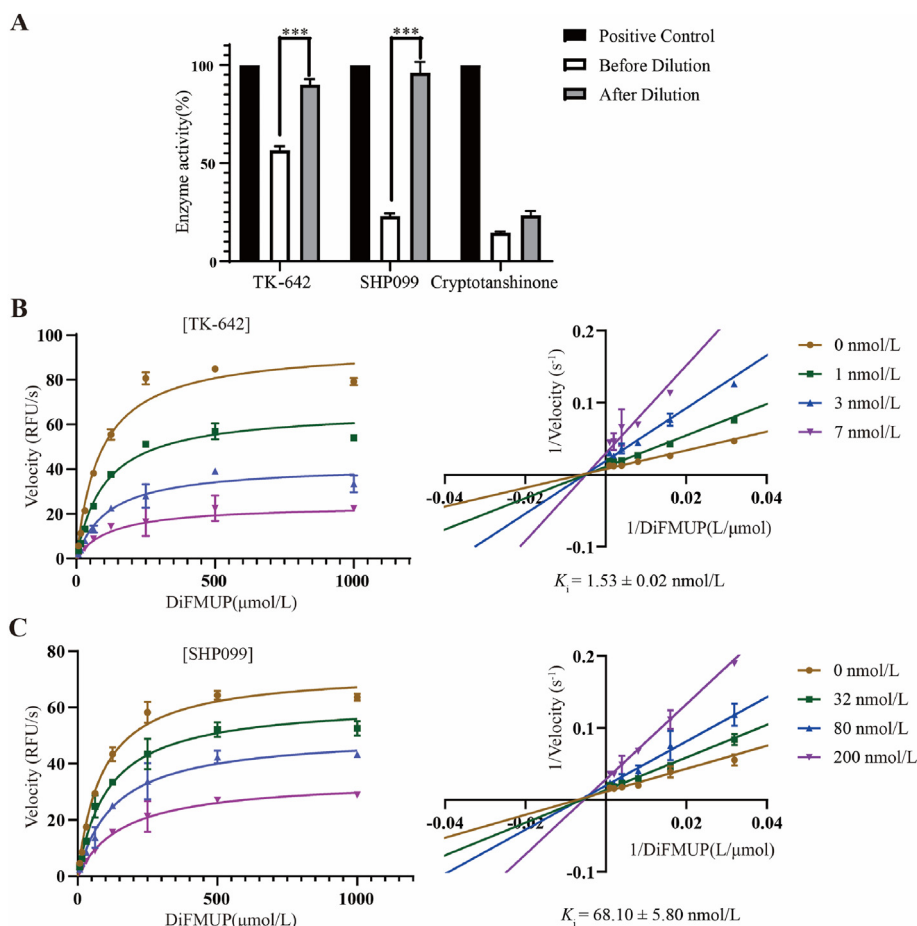 A
***
***
Positive Control
Before Dilution
After Dilution
100
50
0
Enzyme activity(%)
TK-642
SHP099
Cryptotanshinone
B
[TK-642]
100
80
60
40
20
0
Velocity (RFU/s)
0
500
1000
DiFMUP(μmol/L)
0.2
0.1
-0.1
1/Velocity (s⁻¹)
-0.04
-0.02
0.02
0.04
1/DiFMUP(L/μmol)
0 nmol/L
1 nmol/L
3 nmol/L
7 nmol/L
Ki = 1.53 ± 0.02 nmol/L
C
[SHP099]
80
60
40
20
0
Velocity (RFU/s)
0
500
1000
DiFMUP(μmol/L)
0.2
0.1
-0.1
1/Velocity (s⁻¹)
-0.04
-0.02
0.02
0.04
1/DiFMUP(L/μmol)
0 nmol/L
32 nmol/L
80 nmol/L
200 nmol/L
Ki = 68.10 ± 5.80 nmol/L